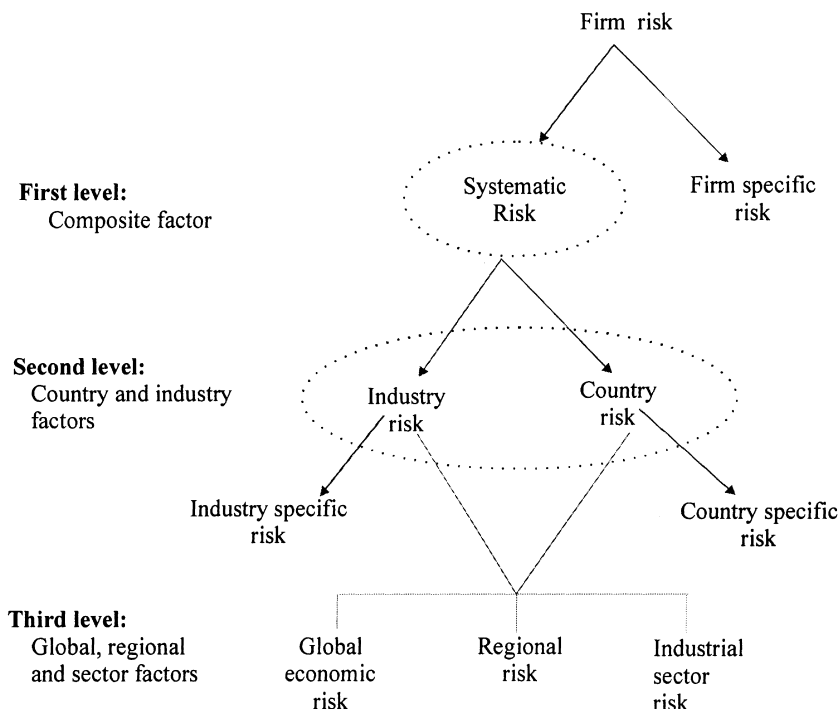 Firm risk
First level:
Composite factor
Systematic
Risk
Firm specific
risk
Second level:
Country and industry
factors
Industry
risk
Country
risk
Industry specific
risk
Country specific
risk
Third level:
Global, regional
and sector factors
Global
economic
risk
Regional
risk
Industrial
sector
risk